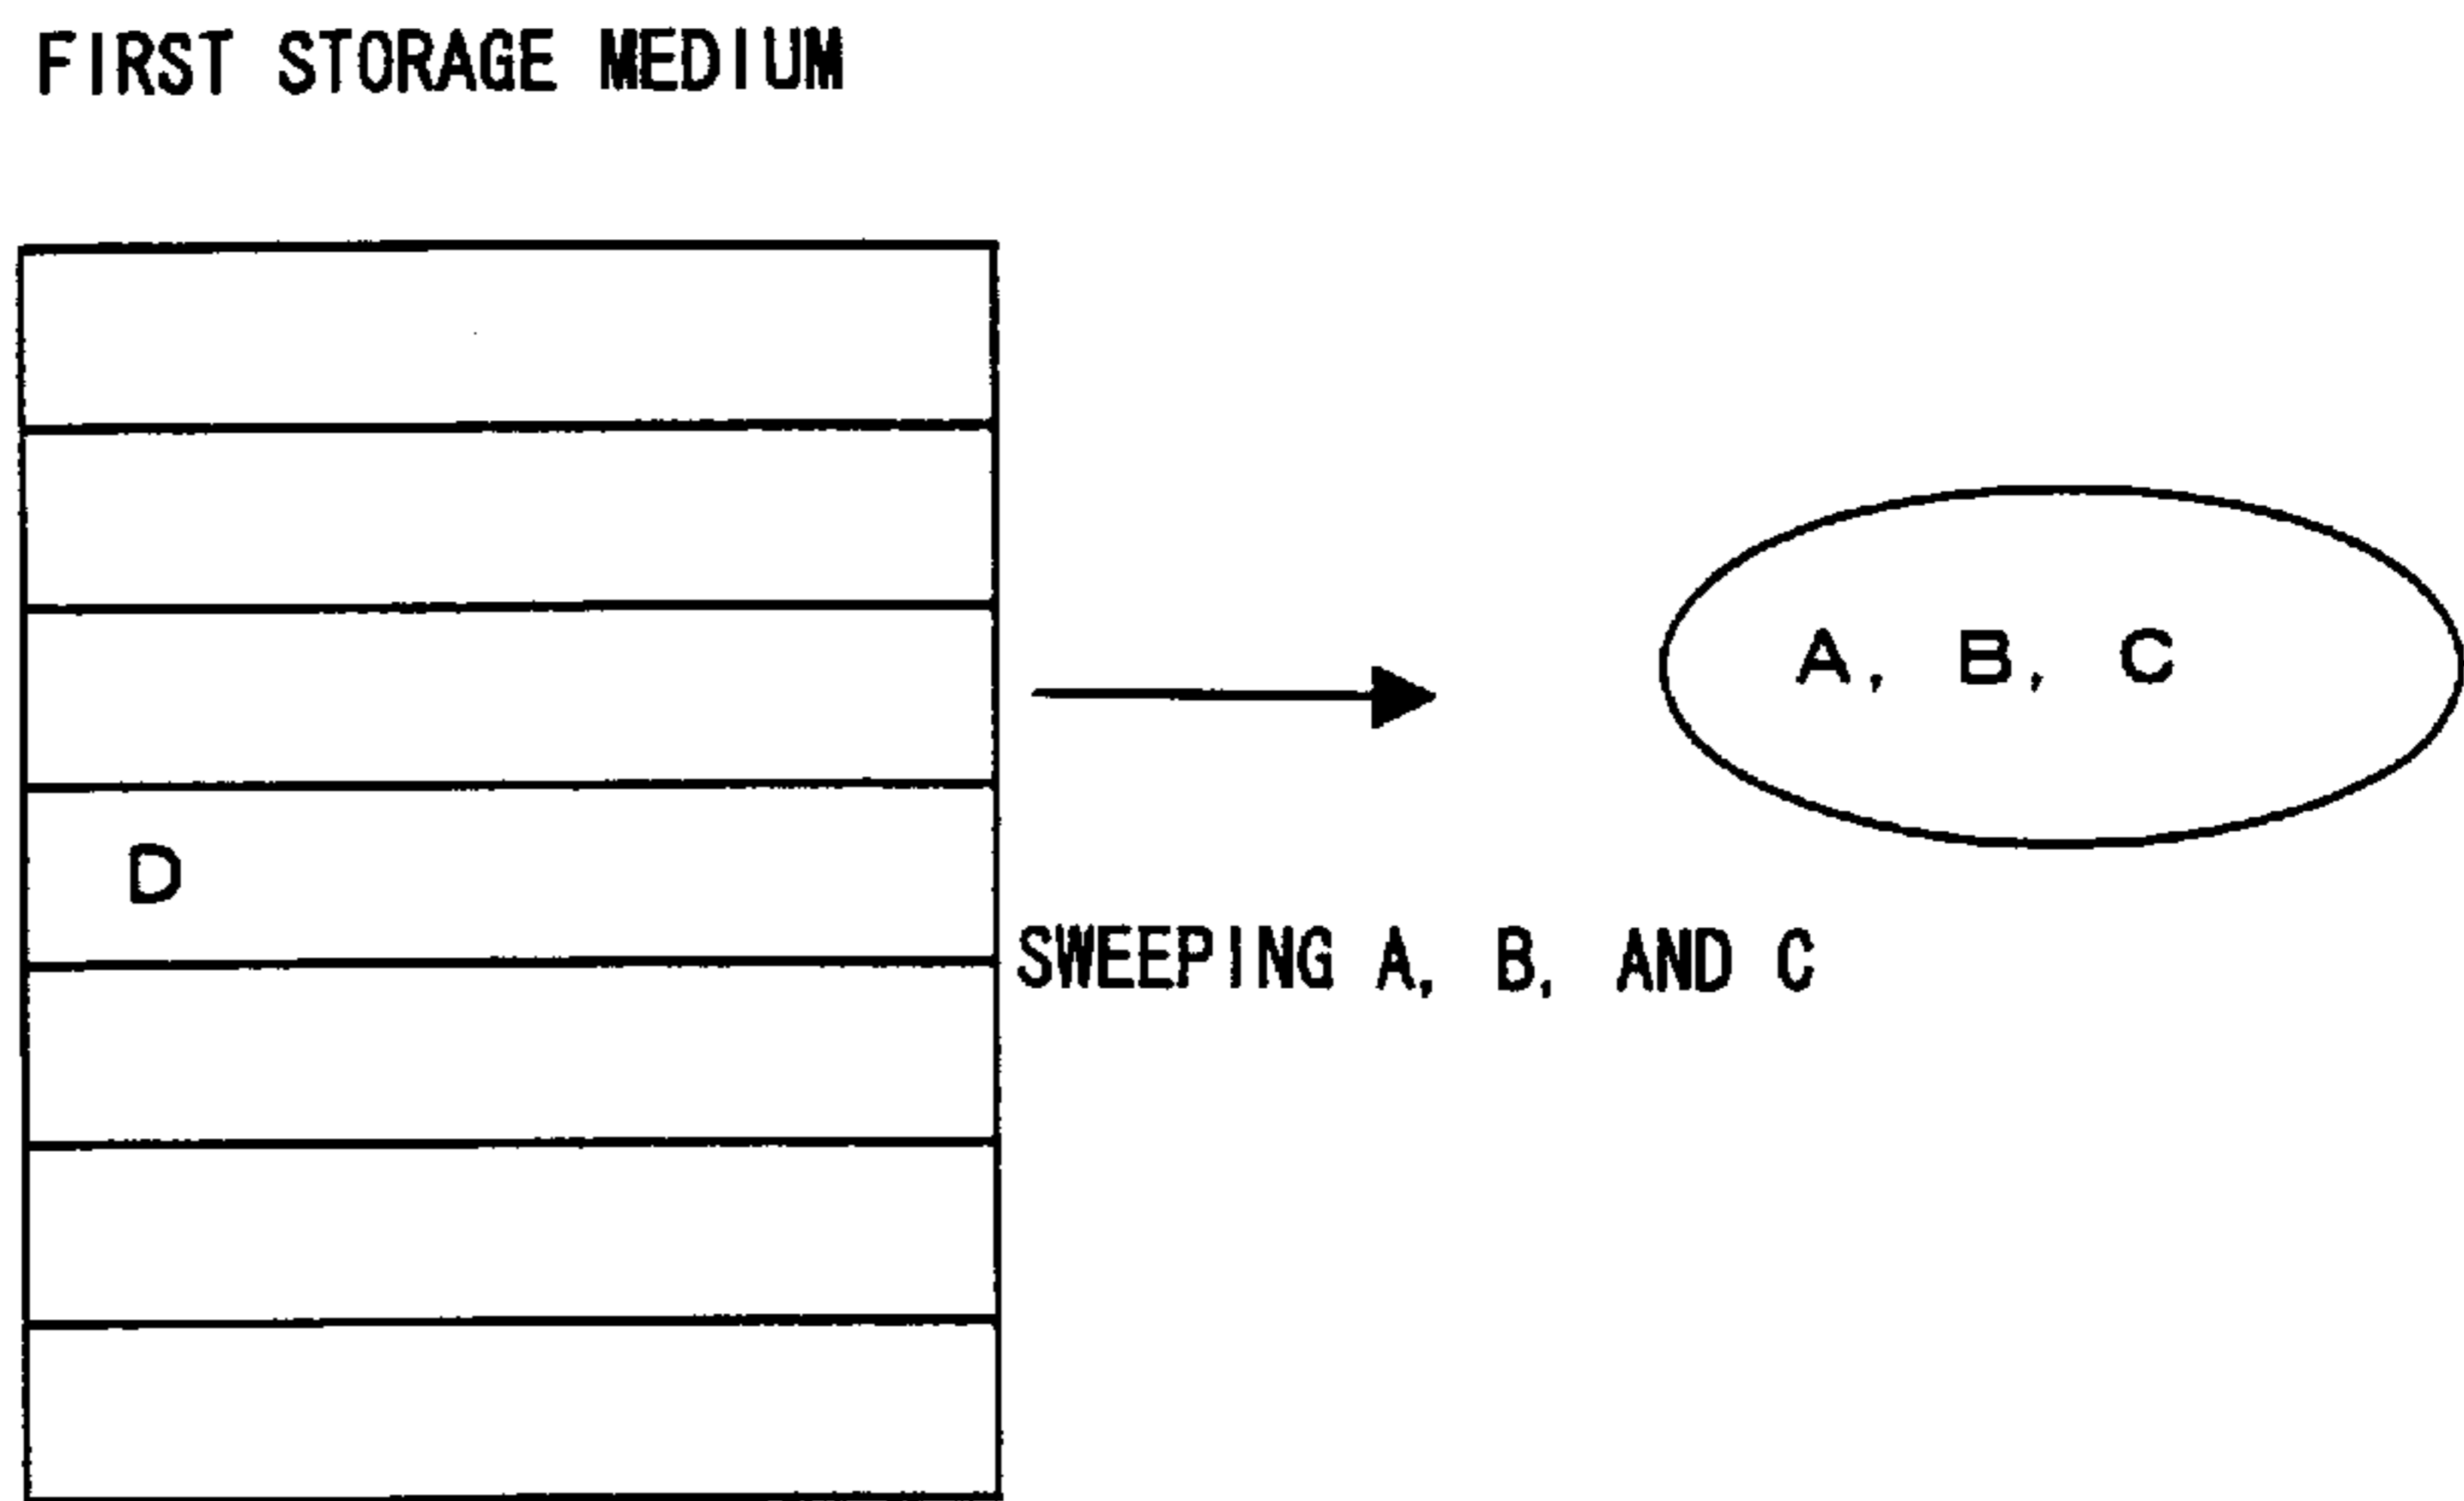 FIRST STORAGE MEDIUM
A, B, C
D
SWEEPING A, B, AND C